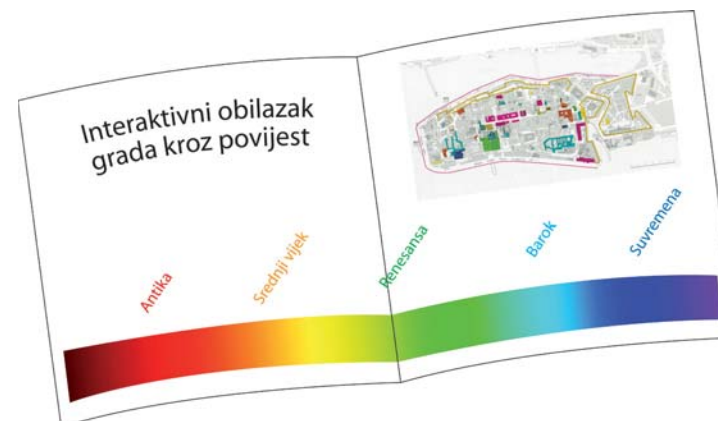 Interaktivni obilazak
grada kroz povijest
Antika
Srednji vijek
Renesansa
Barok
Suvremena